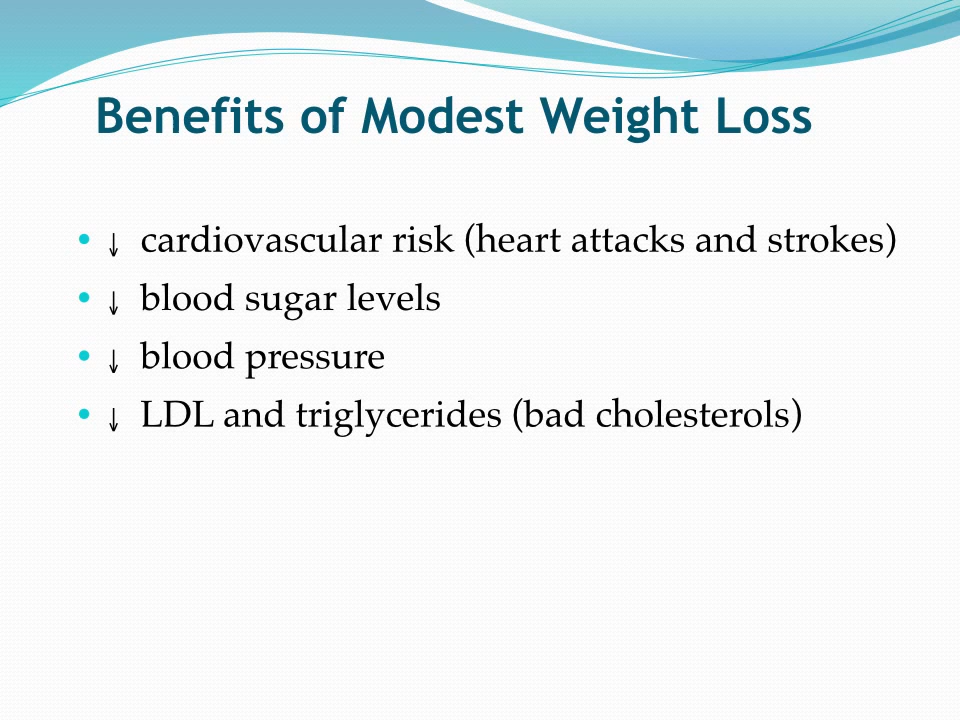 Benefits of Modest Weight Loss
• ↓ cardiovascular risk (heart attacks and strokes)
• ↓ blood sugar levels
• ↓ blood pressure
• ↓ LDL and triglycerides (bad cholesterols)